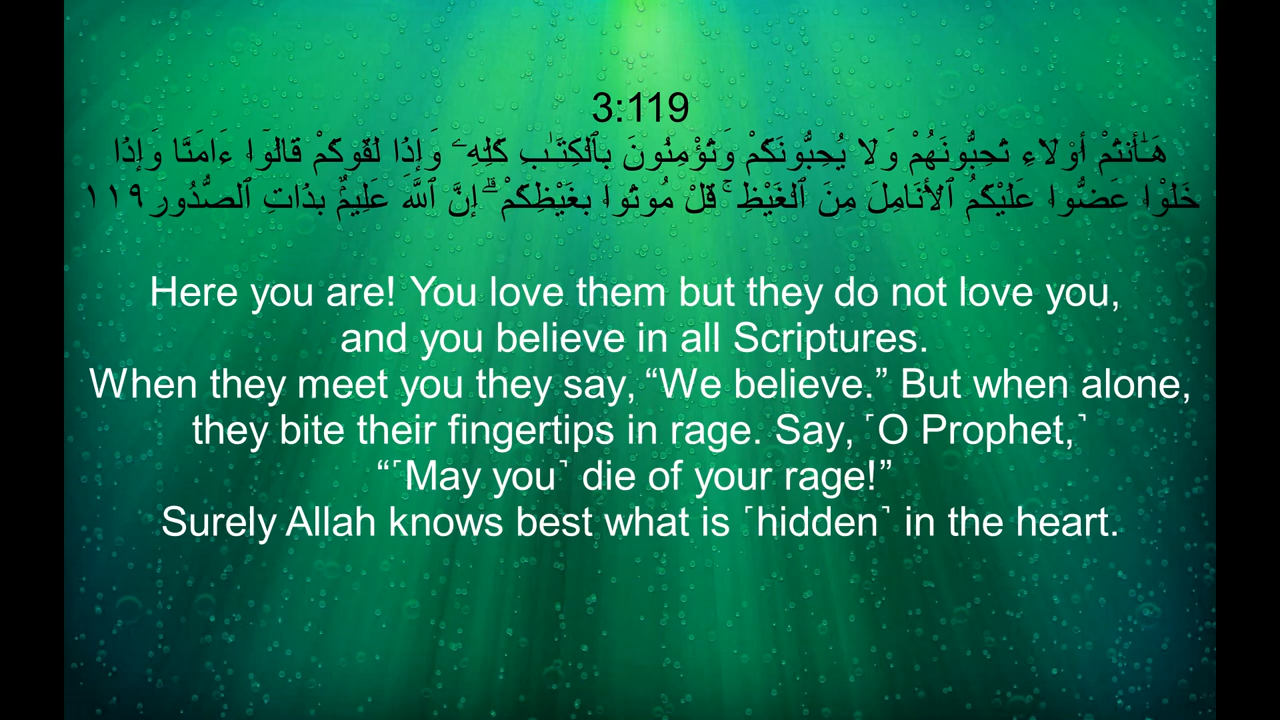 3:119
هَـٰٓأَنتُمْ أُو۟لَآءِ تُحِبُّونَهُمْ وَلَا يُحِبُّونَكُمْ وَتُؤْمِنُونَ بِٱلْكِتَـٰبِ كُلِّهِۦ وَإِذَا لَقُوكُمْ قَالُوٓا۟ ءَامَنَّا وَإِذَا
خَلَوْا۟ عَضُّوا۟ عَلَيْكُمُ ٱلْأَنَامِلَ مِنَ ٱلْغَيْظِ ۚ قُلْ مُوتُوا۟ بِغَيْظِكُمْ ۗ إِنَّ ٱللَّهَ عَلِيمٌۢ بِذَاتِ ٱلصُّدُورِ ١١٩
Here you are! You love them but they do not love you,
and you believe in all Scriptures.
When they meet you they say, “We believe.” But when alone,
they bite their fingertips in rage. Say, ˹O Prophet,˺
“˹May you˺ die of your rage!”
Surely Allah knows best what is ˹hidden˺ in the heart.